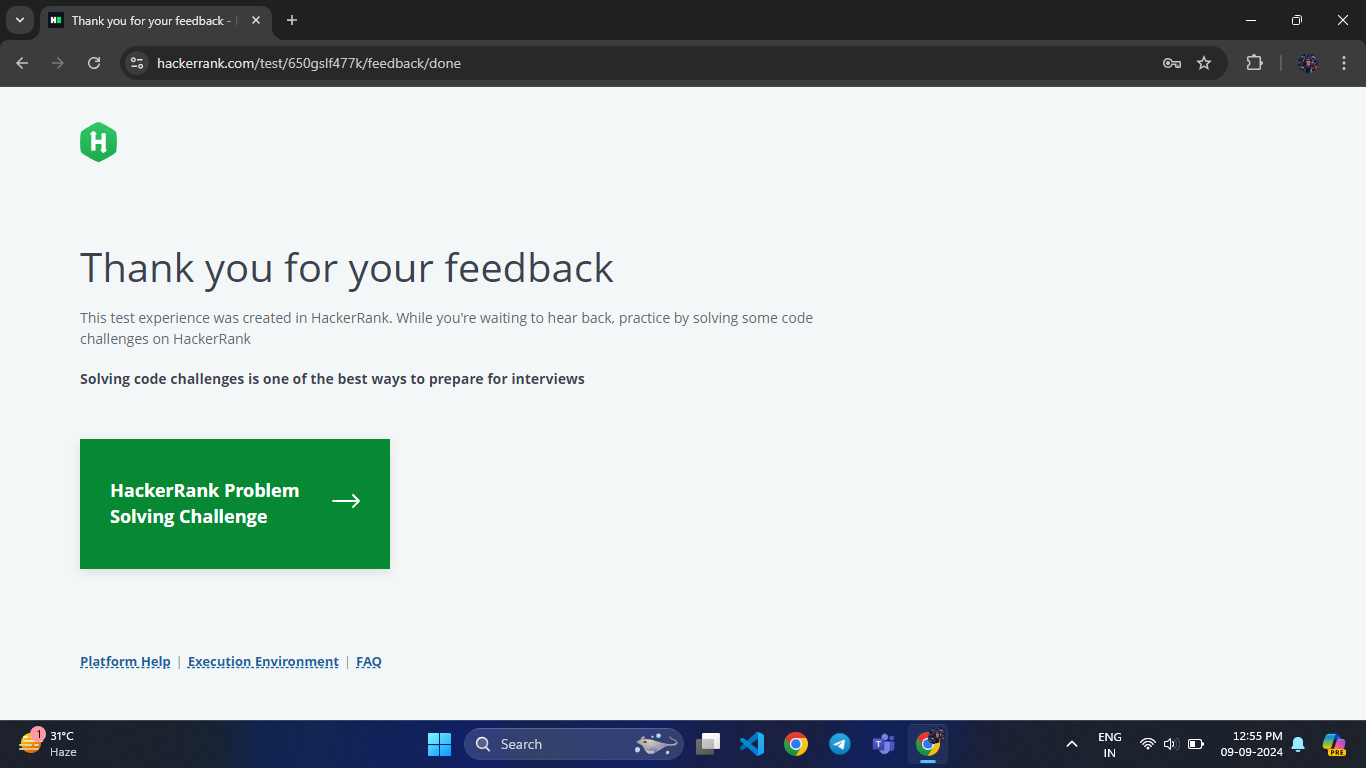 Thank you for your feedback -
hackerrank.com/test/650gslf477k/feedback/done
H
Thank you for your feedback
This test experience was created in HackerRank. While you're waiting to hear back, practice by solving some code
challenges on HackerRank
Solving code challenges is one of the best ways to prepare for interviews
HackerRank Problem
Solving Challenge
Platform Help | Execution Environment | FAQ
1
31°C
Haze
Search
ENG
IN
12:55 PM
09-09-2024
PRE